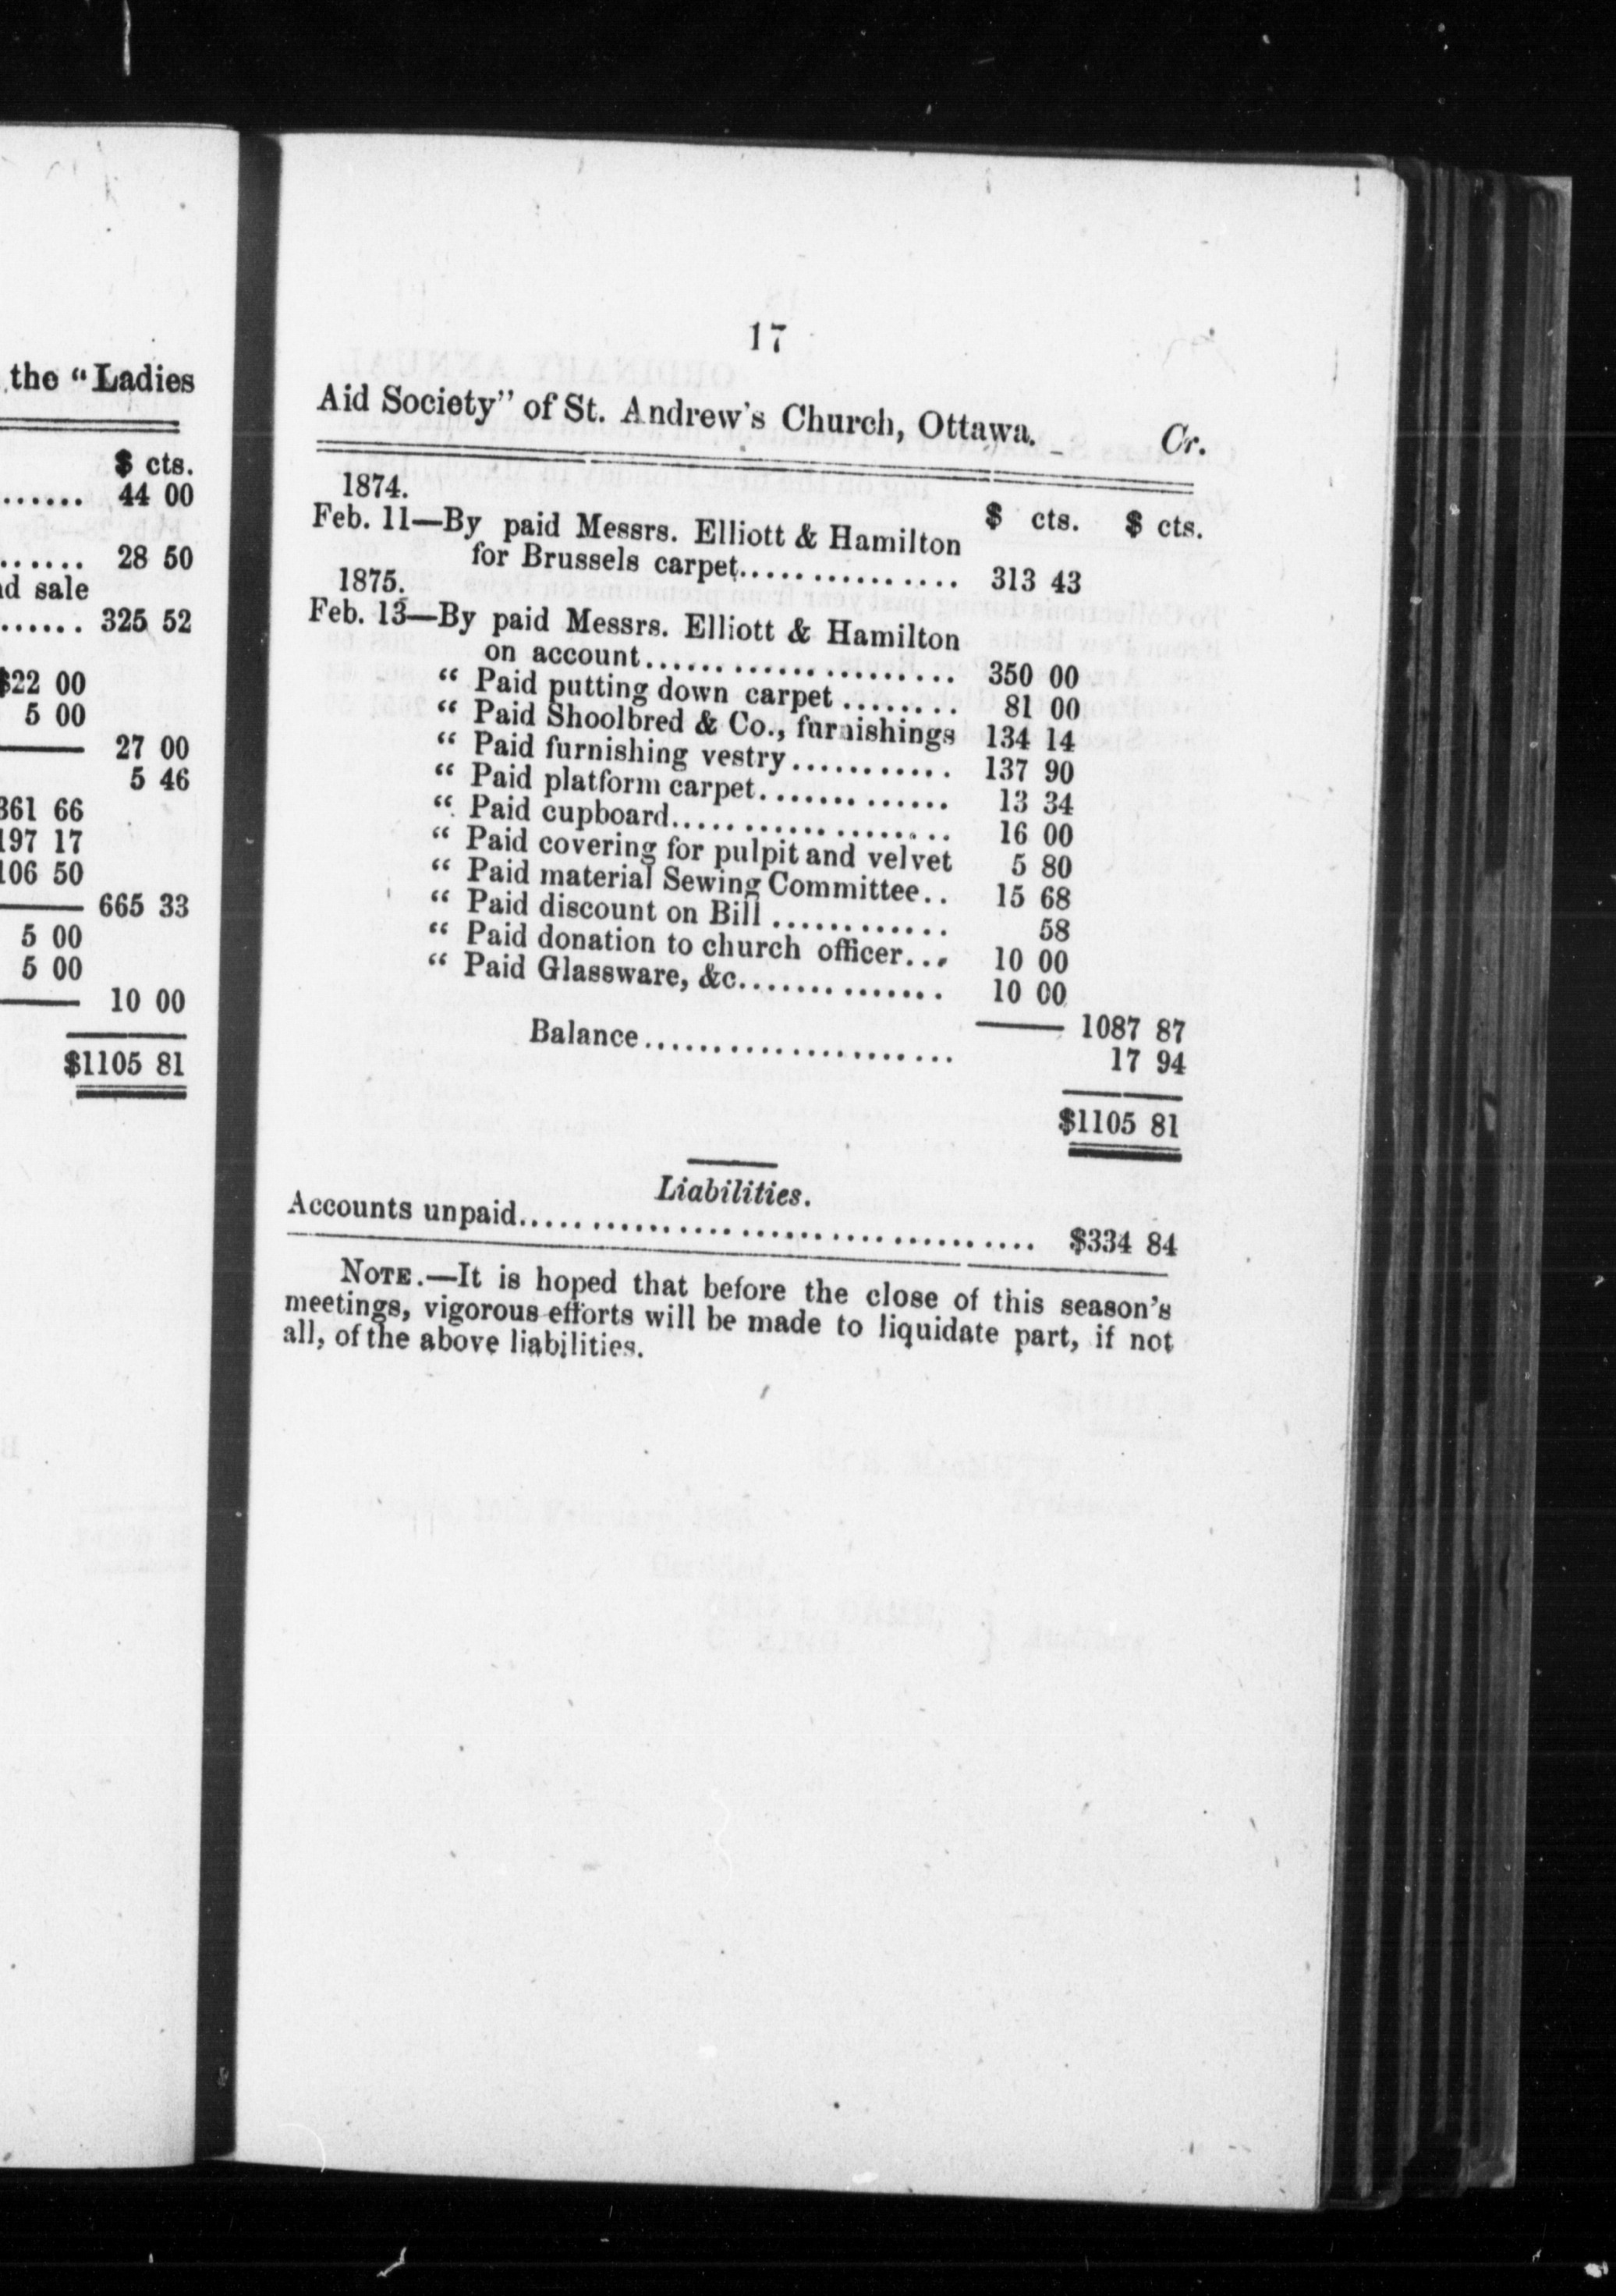 the "Ladies
$ cts.
...... 44 00
...... 28 50
sale
...... 325 52
$22 00
5 00
27 00
5 46
361 66
197 17
106 50
665 33
5 00
5 00
10 00
$1105 81
17
Aid Society" of St. Andrew's Church, Ottawa. Cr.
1874. $ cts. $ cts.
Feb. 11—By paid Messrs. Elliott & Hamilton
for Brussels carpet................ 313 43
1875.
Feb. 13—By paid Messrs. Elliott & Hamilton
on account...................... 350 00
" Paid putting down carpet ........ 81 00
" Paid Shoolbred & Co., furnishings 134 14
" Paid furnishing vestry............ 137 90
" Paid platform carpet.............. 13 34
" Paid cupboard.................... 16 00
" Paid covering for pulpit and velvet 5 80
" Paid material Sewing Committee.. 15 68
" Paid discount on Bill ............ 58
" Paid donation to church officer... 10 00
" Paid Glassware, &c............... 10 00
1087 87
Balance...................... 17 94
$1105 81
Liabilities.
Accounts unpaid.................................... $334 84
NOTE.—It is hoped that before the close of this season's
meetings, vigorous efforts will be made to liquidate part, if not
all, of the above liabilities.